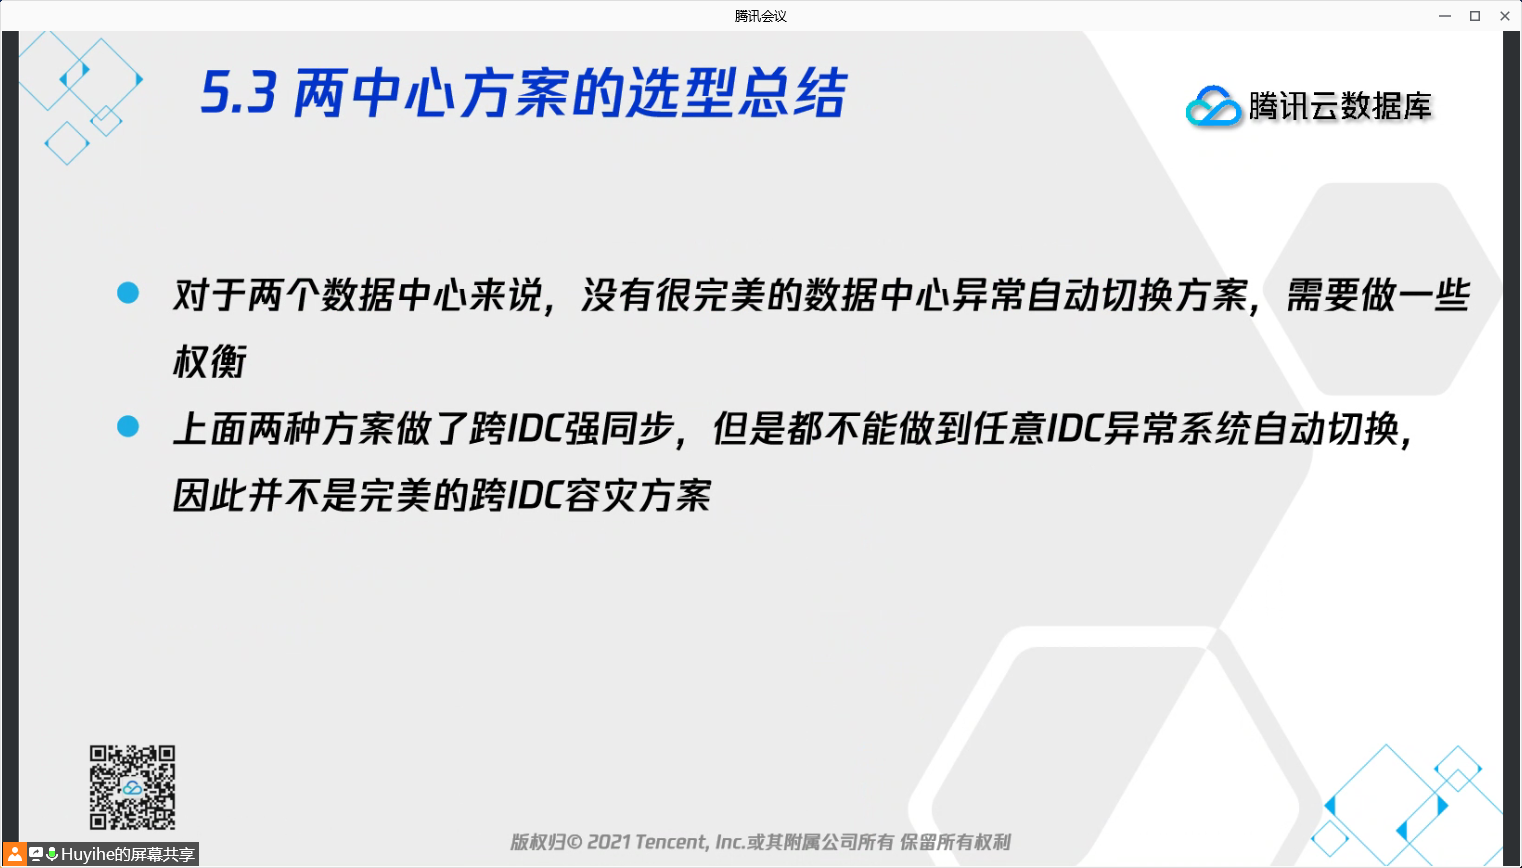 腾讯会议
5.3 两中心方案的选型总结
腾讯云数据库
对于两个数据中心来说，没有很完美的数据中心异常自动切换方案，需要做一些
权衡
上面两种方案做了跨IDC强同步，但是都不能做到任意IDC异常系统自动切换，
因此并不是完美的跨IDC容灾方案
版权归© 2021 Tencent, Inc.或其附属公司所有 保留所有权利
Huyihe的屏幕共享